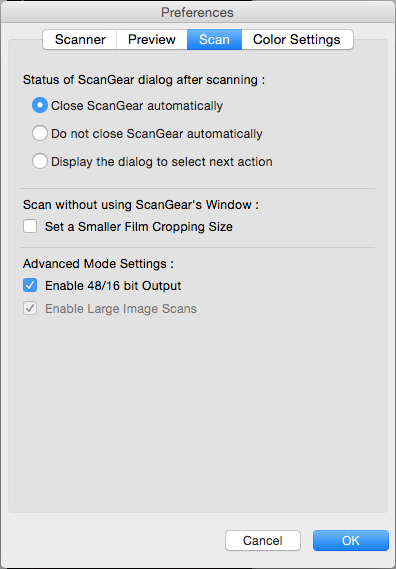 Preferences
Scanner Preview Scan Color Settings
Status of ScanGear dialog after scanning :
Close ScanGear automatically
Do not close ScanGear automatically
Display the dialog to select next action
Scan without using ScanGear's Window :
Set a Smaller Film Cropping Size
Advanced Mode Settings :
Enable 48/16 bit Output
Enable Large Image Scans
Cancel OK